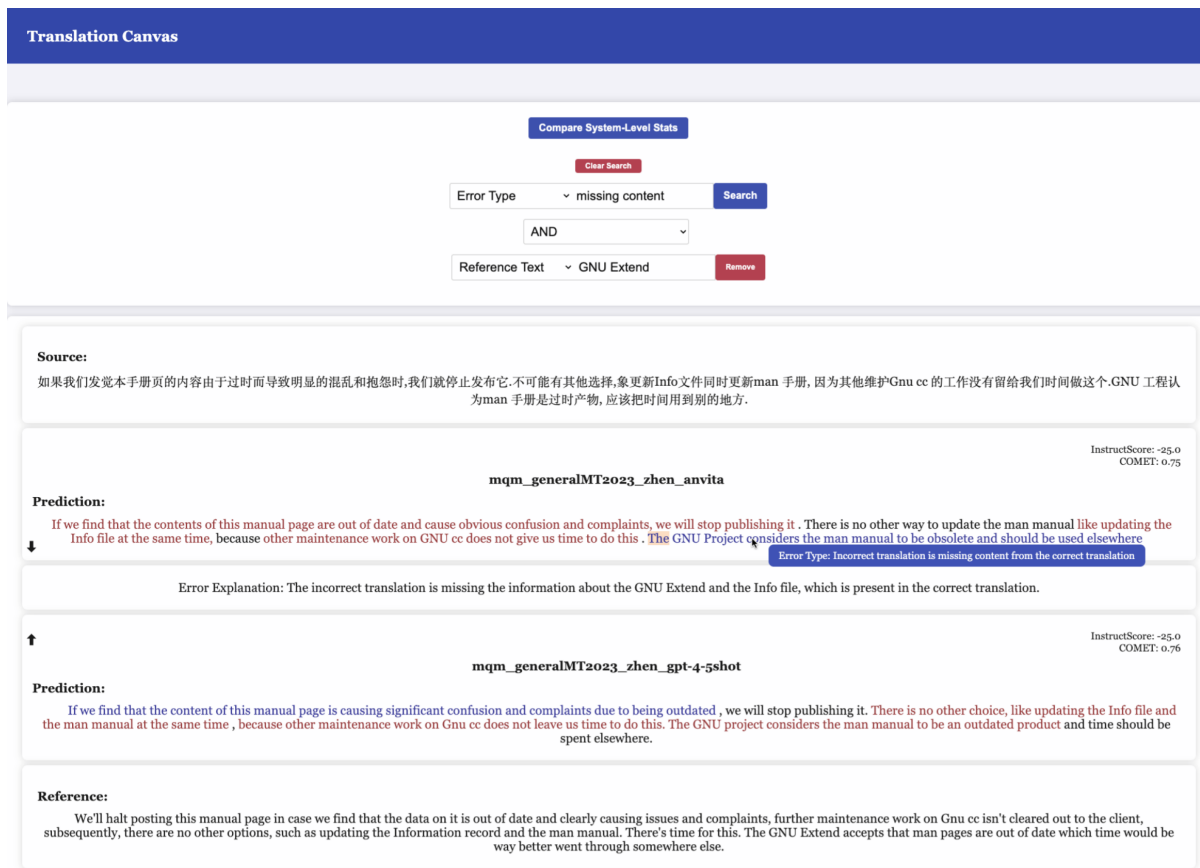 Translation Canvas
Compare System-Level Stats
Clear Search
Error Type missing content Search
AND
Reference Text GNU Extend Remove
Source:
如果我们发觉本手册页的内容由于过时而导致明显的混乱和抱怨时,我们就停止发布它.不可能有其他选择,象更新Info文件同时更新man 手册, 因为其他维护Gnu cc 的工作没有留给我们时间做这个.GNU 工程认
为man 手册是过时产物, 应该把时间用到别的地方.
InstructScore: -25.0
COMET: 0.75
mqm_generalMT2023_zhen_anvita
Prediction:
If we find that the contents of this manual page are out of date and cause obvious confusion and complaints, we will stop publishing it . There is no other way to update the man manual like updating the
Info file at the same time, because other maintenance work on GNU cc does not give us time to do this . The GNU Project considers the man manual to be obsolete and should be used elsewhere
Error Type: Incorrect translation is missing content from the correct translation
Error Explanation: The incorrect translation is missing the information about the GNU Extend and the Info file, which is present in the correct translation.
InstructScore: -25.0
COMET: 0.76
mqm_generalMT2023_zhen_gpt-4-5shot
Prediction:
If we find that the content of this manual page is causing significant confusion and complaints due to being outdated , we will stop publishing it. There is no other choice, like updating the Info file and
the man manual at the same time , because other maintenance work on Gnu cc does not leave us time to do this. The GNU project considers the man manual to be an outdated product and time should be
spent elsewhere.
Reference:
We'll halt posting this manual page in case we find that the data on it is out of date and clearly causing issues and complaints, further maintenance work on Gnu cc isn't cleared out to the client,
subsequently, there are no other options, such as updating the Information record and the man manual. There's time for this. The GNU Extend accepts that man pages are out of date which time would be
way better went through somewhere else.